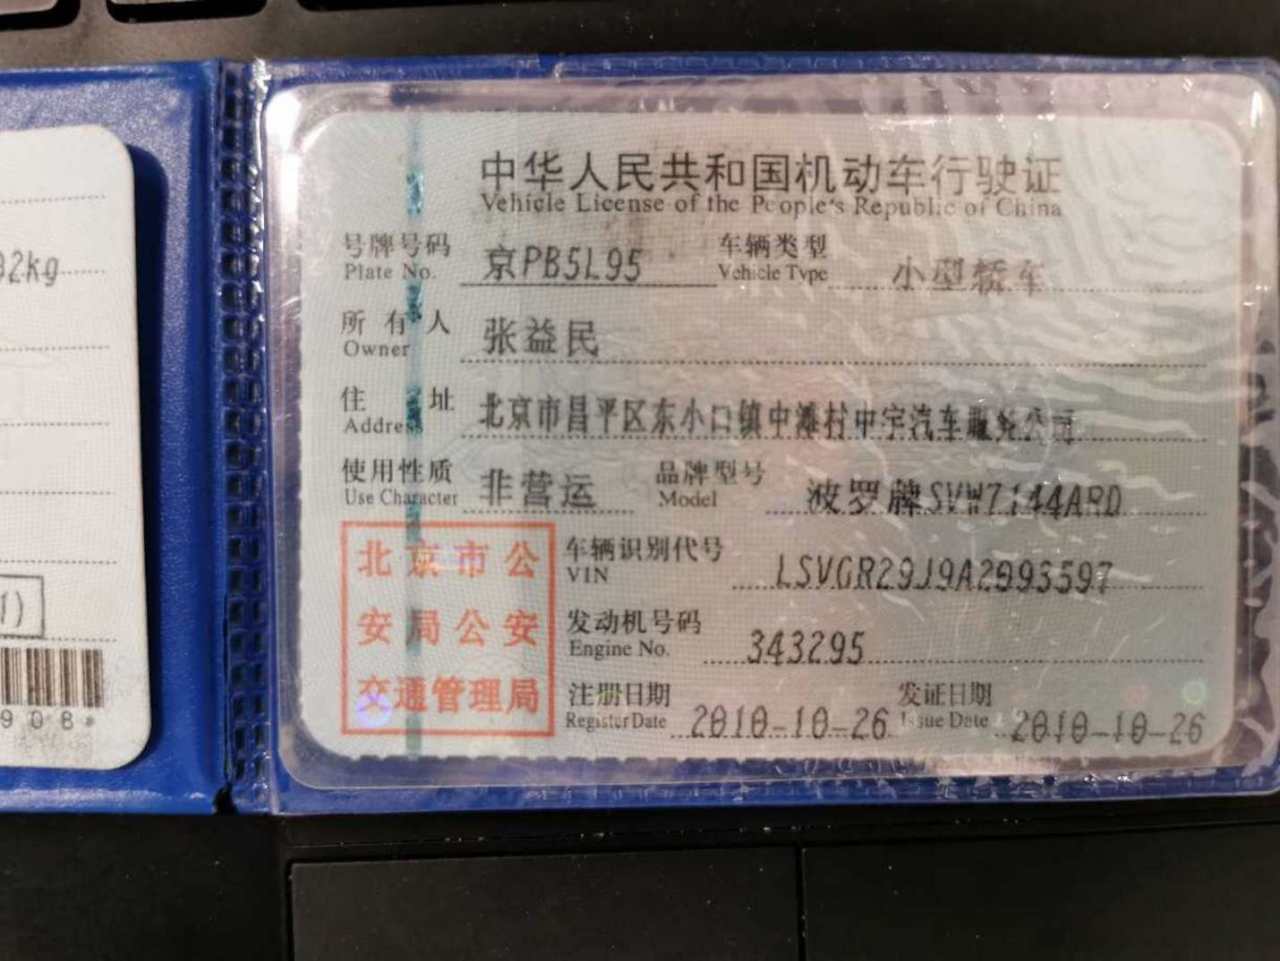 中华人民共和国机动车行驶证
Vehicle License of the People's Republic of China
号牌号码 京PB5L95 车辆类型 小型轿车
Plate No. Vehicle Type
所有人 张益民
Owner
住址 北京市昌平区东小口镇中滩村中宇汽车服务公司
Address
使用性质 非营运 品牌型号 波罗牌SVW7144ARD
Use Character Model
北京市公
安局公安
交通管理局
车辆识别代号 LSVGR29J9A2093597
VIN
发动机号码 343295
Engine No.
注册日期 2010-10-26 发证日期 2010-10-26
Register Date Issue Date
92kg
1)
908*